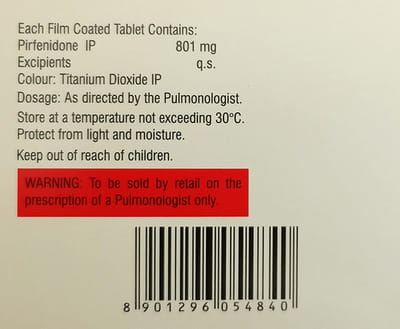 Each Film Coated Tablet Contains:
Pirfenidone IP 801 mg
Excipients q.s.
Colour: Titanium Dioxide IP
Dosage: As directed by the Pulmonologist.
Store at a temperature not exceeding 30°C.
Protect from light and moisture.
Keep out of reach of children.
WARNING: To be sold by retail on the
prescription of a Pulmonologist only.
8 901296 054840